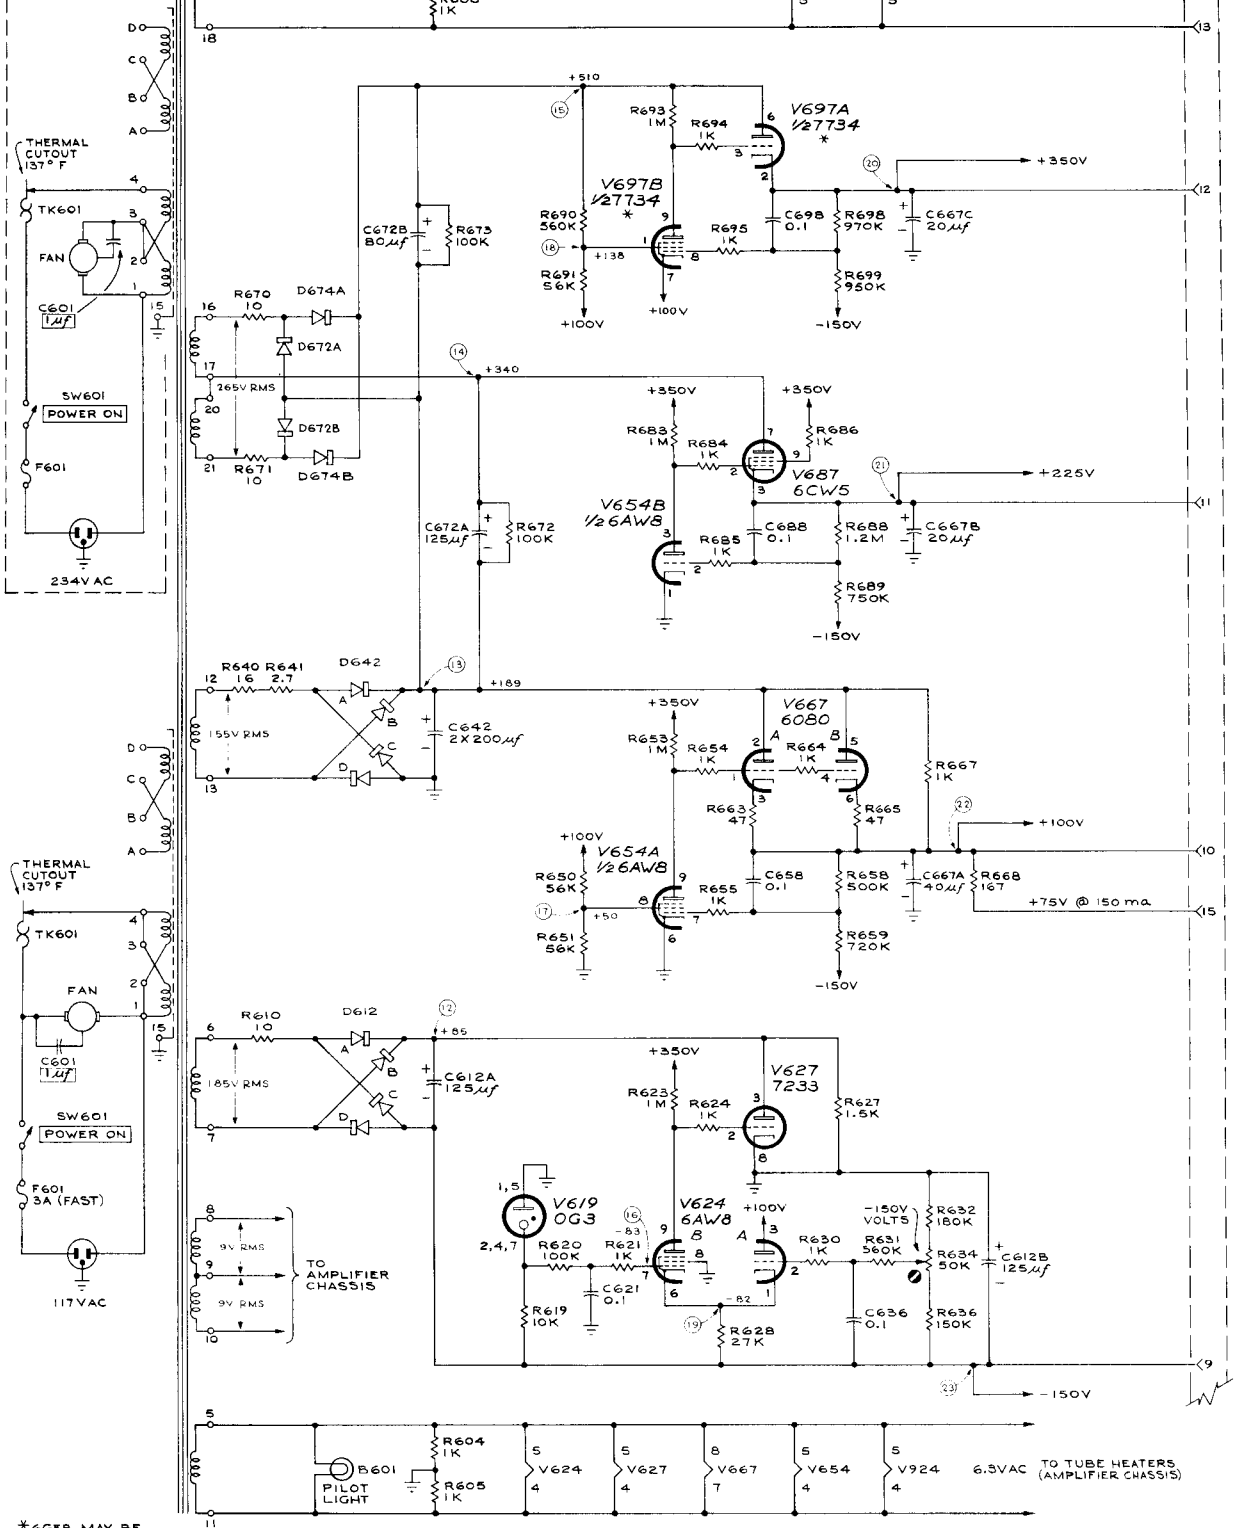 1K
18
13
D
C
B
A
THERMAL
CUTOUT
137° F
4
TK601
3
FAN
2
C601
1μf
1
15
SW601
POWER ON
F601
234V AC
+510
15
R693
1M
R694
1K
V697A
1/2 7734
*
6
3
2
V697B
1/2 7734
*
20
+350V
12
C672B
80μf
+
-
R673
100K
R690
560K
18
+138
R691
56K
+100V
9
1
8
7
+100V
R695
1K
C698
0.1
R698
970K
C667C
20μf
+
-
R699
950K
-150V
16
R670
10
D674A
D672A
17
265V RMS
20
D672B
21
R671
10
D674B
14
+340
+350V
+350V
R683
1M
R684
1K
7
2
9
3
R686
1K
V687
6CW5
21
+225V
11
C672A
125μf
+
-
R672
100K
V654B
1/2 6AW8
3
2
1
R685
1K
C688
0.1
R688
1.2M
C667B
20μf
+
-
R689
750K
-150V
12
R640
16
R641
2.7
D642
A
B
C
D
155V RMS
13
13
+189
C642
2X200μf
+
-
+350V
R653
1M
R654
1K
V667
6080
2
A
B
5
R664
1K
1
4
3
6
R663
47
R665
47
R667
1K
22
+100V
10
+100V
R650
56K
V654A
1/2 6AW8
17
+50
R651
56K
9
8
7
6
R655
1K
C658
0.1
R658
500K
C667A
40μf
+
-
R668
167
+75V @ 150 ma
15
R659
720K
-150V
D
C
B
A
THERMAL
CUTOUT
137° F
TK601
4
3
2
1
FAN
15
C601
1μf
SW601
POWER ON
F601
3A (FAST)
117VAC
6
R610
10
D612
A
B
C
D
185V RMS
7
12
+85
C612A
125μf
+
-
+350V
R623
1M
R624
1K
V627
7233
3
2
8
R627
1.5K
8
9V RMS
9
9V RMS
10
TO
AMPLIFIER
CHASSIS
1,5
V619
0G3
2,4,7
R620
100K
R621
1K
16
-83
C621
0.1
R619
10K
V624
6AW8
9
B
8
7
6
+100V
A
3
2
1
-82
19
R628
27K
R630
1K
R631
560K
-150V
VOLTS
R632
180K
R634
50K
R636
150K
C636
0.1
C612B
125μf
+
-
9
23
-150V
5
B601
PILOT
LIGHT
R604
1K
R605
1K
5
V624
4
5
V627
4
8
V667
7
5
V654
4
5
V924
4
6.3VAC
TO TUBE HEATERS
(AMPLIFIER CHASSIS)
11